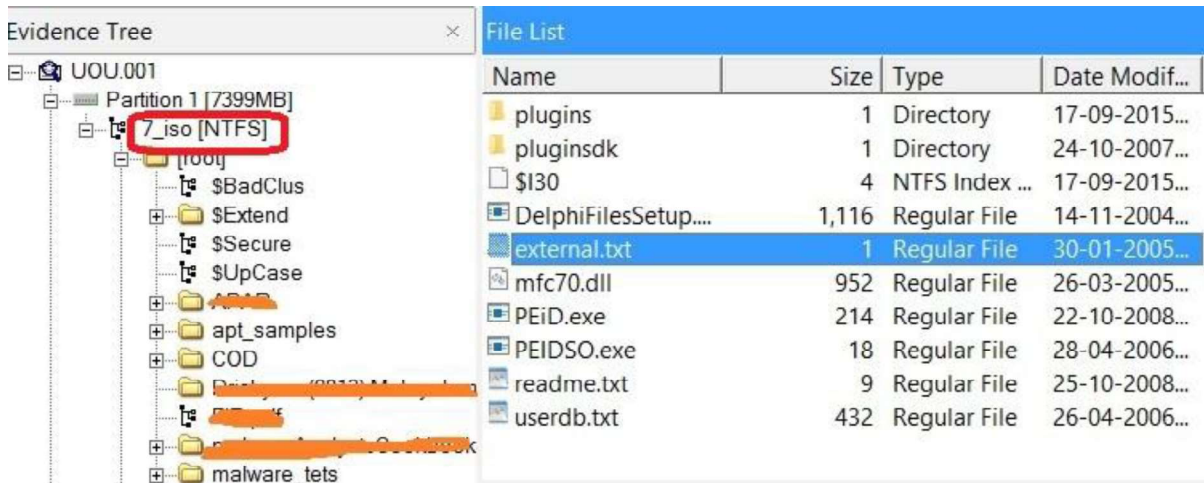 Evidence Tree
UOU.001
Partition 1 [7399MB]
7_iso [NTFS]
[root]
$BadClus
$Extend
$Secure
$UpCase
apt_samples
COD
malware_tets
File List
Name Size Type Date Modif...
plugins 1 Directory 17-09-2015...
pluginsdk 1 Directory 24-10-2007...
$I30 4 NTFS Index ... 17-09-2015...
DelphiFilesSetup.... 1,116 Regular File 14-11-2004...
external.txt 1 Regular File 30-01-2005...
mfc70.dll 952 Regular File 26-03-2005...
PEiD.exe 214 Regular File 22-10-2008...
PEIDSO.exe 18 Regular File 28-04-2006...
readme.txt 9 Regular File 25-10-2008...
userdb.txt 432 Regular File 26-04-2006...